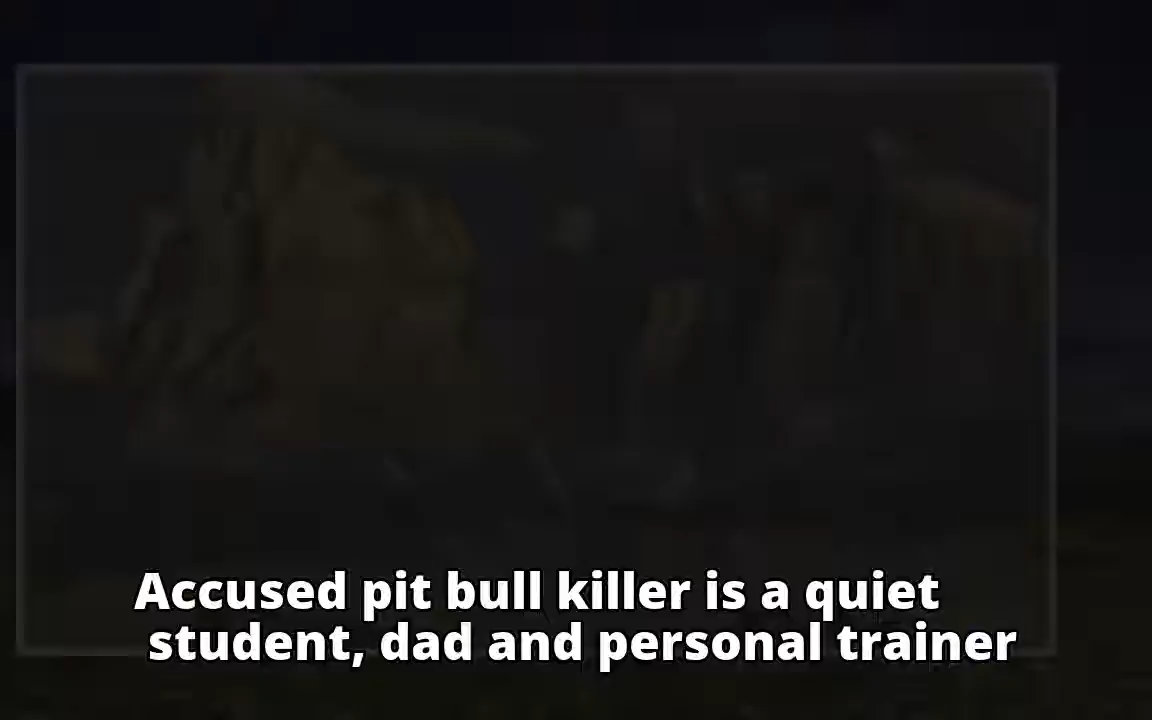 Accused pit bull killer is a quiet
student, dad and personal trainer